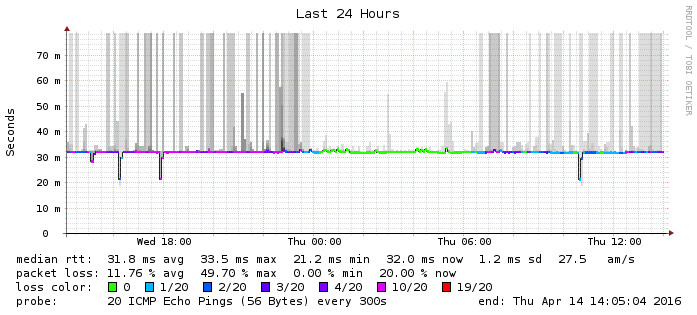 Last 24 Hours
RRDTOOL / TOBI OETIKER
Seconds
70 m
60 m
50 m
40 m
30 m
20 m
10 m
0
Wed 18:00 Thu 00:00 Thu 06:00 Thu 12:00
median rtt: 31.8 ms avg 33.5 ms max 21.2 ms min 32.0 ms now 1.2 ms sd 27.5 am/s
packet loss: 11.76 % avg 49.70 % max 0.00 % min 20.00 % now
loss color: 0 1/20 2/20 3/20 4/20 10/20 19/20
probe: 20 ICMP Echo Pings (56 Bytes) every 300s end: Thu Apr 14 14:05:04 2016